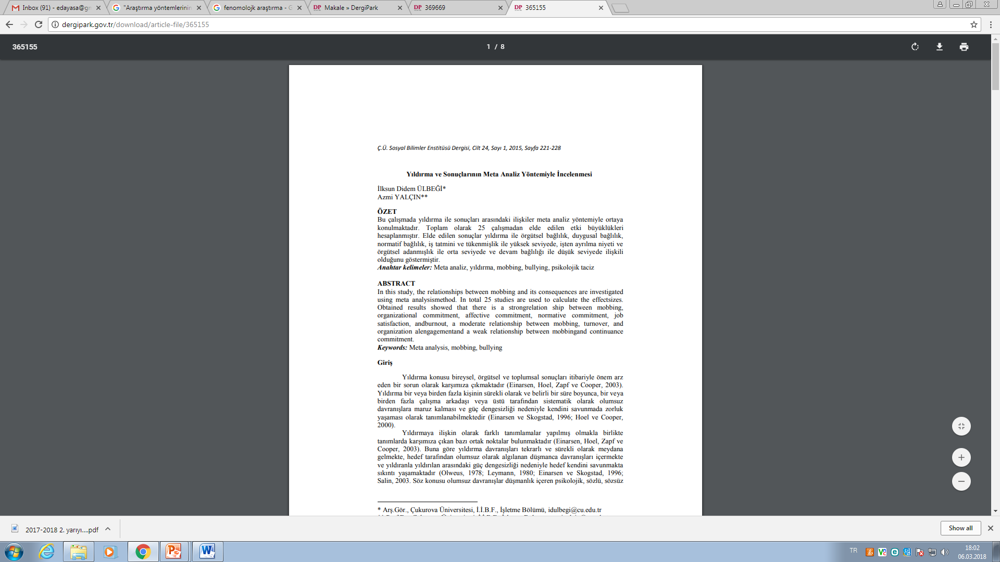 Inbox (91) - edayasa@gm
"Araştırma yöntemlerinin
fenomolojk araştırma - G
DP Makale » DergiPark
DP 369669
DP 365155
dergipark.gov.tr/download/article-file/365155
365155
1 / 8
Ç.Ü. Sosyal Bilimler Enstitüsü Dergisi, Cilt 24, Sayı 1, 2015, Sayfa 221-228
Yıldırma ve Sonuçlarının Meta Analiz Yöntemiyle İncelenmesi
İlksun Didem ÜLBEĞİ*
Azmi YALÇIN**
ÖZET
Bu çalışmada yıldırma ile sonuçları arasındaki ilişkiler meta analiz yöntemiyle ortaya
konulmaktadır. Toplam olarak 25 çalışmadan elde edilen etki büyüklükleri
hesaplanmıştır. Elde edilen sonuçlar yıldırma ile örgütsel bağlılık, duygusal bağlılık,
normatif bağlılık, iş tatmini ve tükenmişlik ile yüksek seviyede, işten ayrılma niyeti ve
örgütsel adanmışlık ile orta seviyede ve devam bağlılığı ile düşük seviyede ilişkili
olduğunu göstermiştir.
Anahtar kelimeler: Meta analiz, yıldırma, mobbing, bullying, psikolojik taciz
ABSTRACT
In this study, the relationships between mobbing and its consequences are investigated
using meta analysismethod. In total 25 studies are used to calculate the effectsizes.
Obtained results showed that there is a strongrelation ship between mobbing,
organizational commitment, affective commitment, normative commitment, job
satisfaction, andburnout, a moderate relationship between mobbing, turnover, and
organization alengagementand a weak relationship between mobbingand continuance
commitment.
Keywords: Meta analysis, mobbing, bullying
Giriş
Yıldırma konusu bireysel, örgütsel ve toplumsal sonuçları itibariyle önem arz
eden bir sorun olarak karşımıza çıkmaktadır (Einarsen, Hoel, Zapf ve Cooper, 2003).
Yıldırma bir veya birden fazla kişinin sürekli olarak ve belirli bir süre boyunca, bir veya
birden fazla çalışma arkadaşı veya üstü tarafından sistematik olarak olumsuz
davranışlara maruz kalması ve güç dengesizliği nedeniyle kendini savunmada zorluk
yaşaması olarak tanımlanabilmektedir (Einarsen ve Skogstad, 1996; Hoel ve Cooper,
2000).
Yıldırmaya ilişkin olarak farklı tanımlamalar yapılmış olmakla birlikte
tanımlarda karşımıza çıkan bazı ortak noktalar bulunmaktadır (Einarsen, Hoel, Zapf ve
Cooper, 2003). Buna göre yıldırma davranışları tekrarlı ve sürekli olarak meydana
gelmekte, hedef tarafından olumsuz olarak algılanan düşmanca davranışları içermekte
ve yıldıranla yıldırılan arasındaki güç dengesizliği nedeniyle hedef kendini savunmakta
sıkıntı yaşamaktadır (Olweus, 1978; Leymann, 1980; Einarsen ve Skogstad, 1996;
Salin, 2003. Söz konusu olumsuz davranışlar düşmanlık içeren psikolojik, sözlü, sözsüz
* Arş.Gör., Çukurova Üniversitesi, İ.İ.B.F., İşletme Bölümü, idulbegi@cu.edu.tr
2017-2018 2. yarıyı....pdf
Show all
TR
18:02
06.03.2018